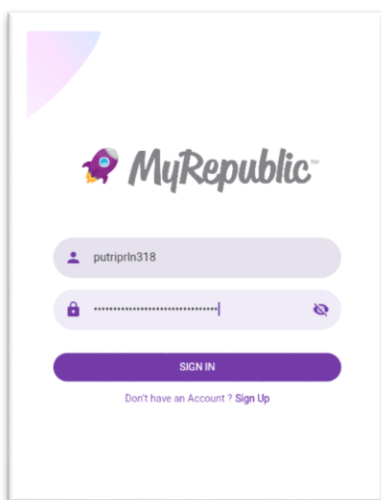 MyRepublic™
putriprln318
••••••••••••••••••••••••••••••••
SIGN IN
Don't have an Account ? Sign Up